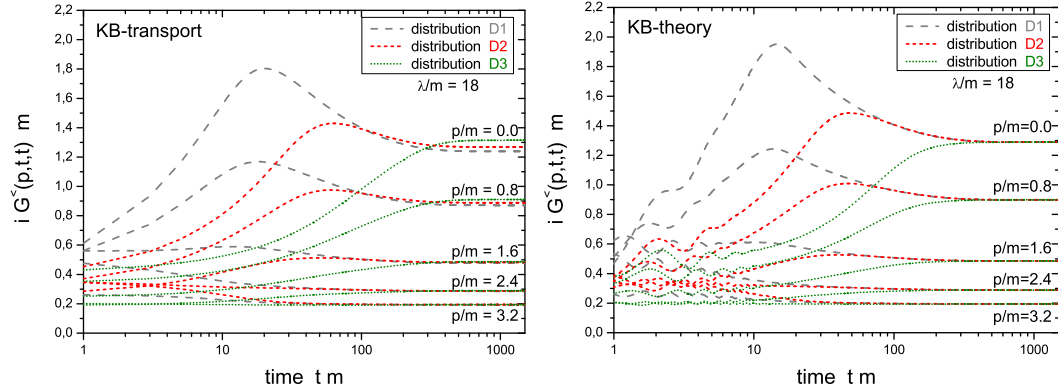 KB-transport
distribution D1
distribution D2
distribution D3
λ/m = 18
p/m = 0.0
p/m = 0.8
p/m = 1.6
p/m = 2.4
p/m = 3.2
2,2
2,0
1,8
1,6
1,4
1,2
1,0
0,8
0,6
0,4
0,2
0,0
i G<(p,t,t) m
1
10
100
1000
time t m
KB-theory
distribution D1
distribution D2
distribution D3
λ/m = 18
p/m=0.0
p/m=0.8
p/m=1.6
p/m=2.4
p/m=3.2
2,2
2,0
1,8
1,6
1,4
1,2
1,0
0,8
0,6
0,4
0,2
0,0
i G<(p,t,t) m
1
10
100
1000
time t m